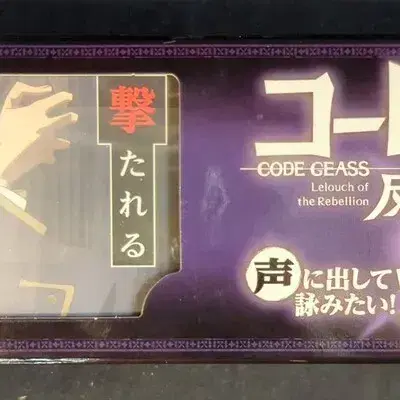 撃たれる
コー
CODE GEASS
Lelouch of
the Rebellion
声に出して
詠みたい!